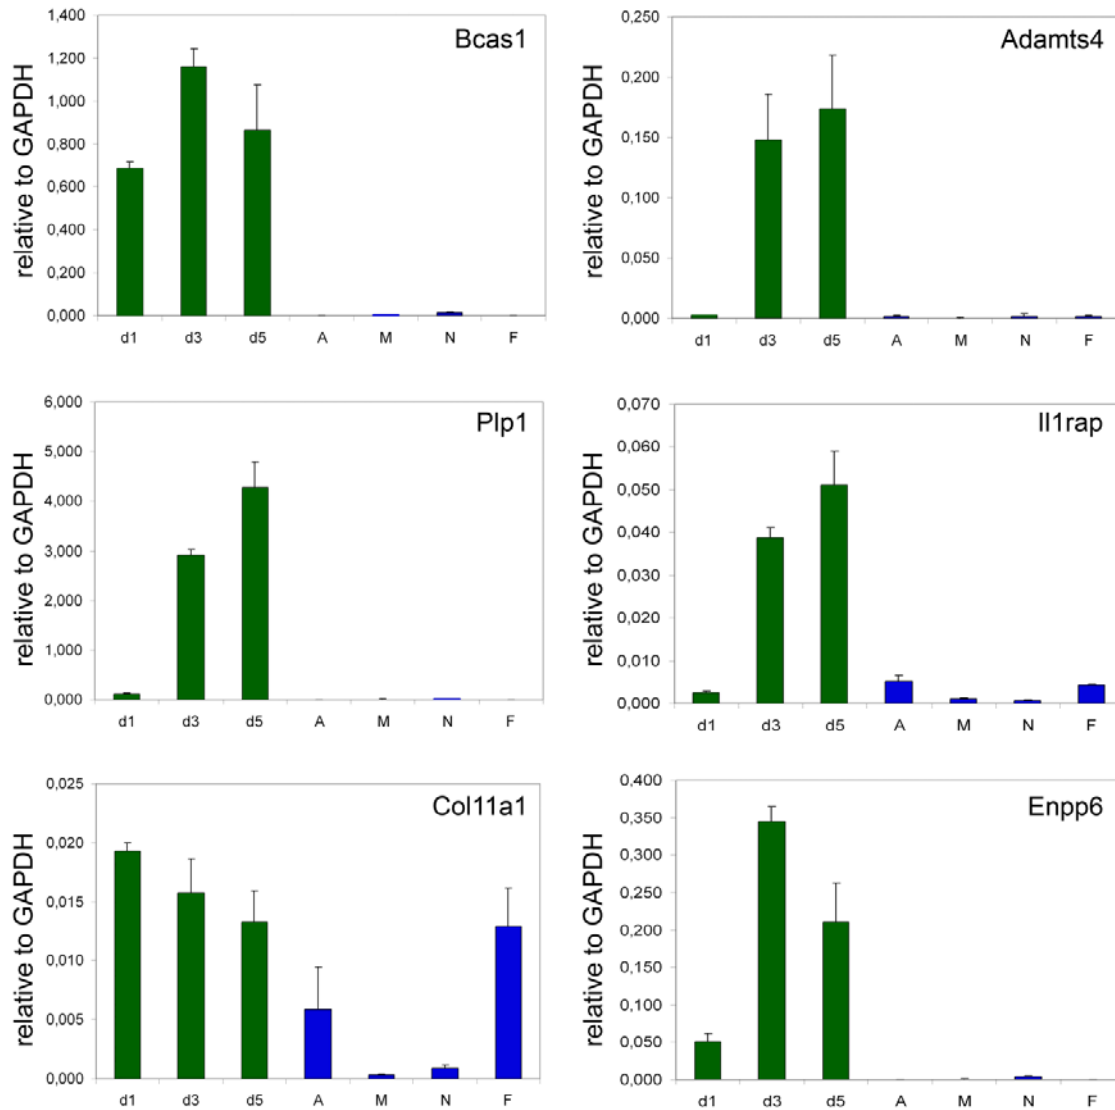 Bcas1
relative to GAPDH
1,400
1,200
1,000
0,800
0,600
0,400
0,200
0,000
d1 d3 d5 A M N F
Adamts4
relative to GAPDH
0,250
0,200
0,150
0,100
0,050
0,000
d1 d3 d5 A M N F
Plp1
relative to GAPDH
6,000
5,000
4,000
3,000
2,000
1,000
0,000
d1 d3 d5 A M N F
Il1rap
relative to GAPDH
0,070
0,060
0,050
0,040
0,030
0,020
0,010
0,000
d1 d3 d5 A M N F
Col11a1
relative to GAPDH
0,025
0,020
0,015
0,010
0,005
0,000
d1 d3 d5 A M N F
Enpp6
relative to GAPDH
0,400
0,350
0,300
0,250
0,200
0,150
0,100
0,050
0,000
d1 d3 d5 A M N F